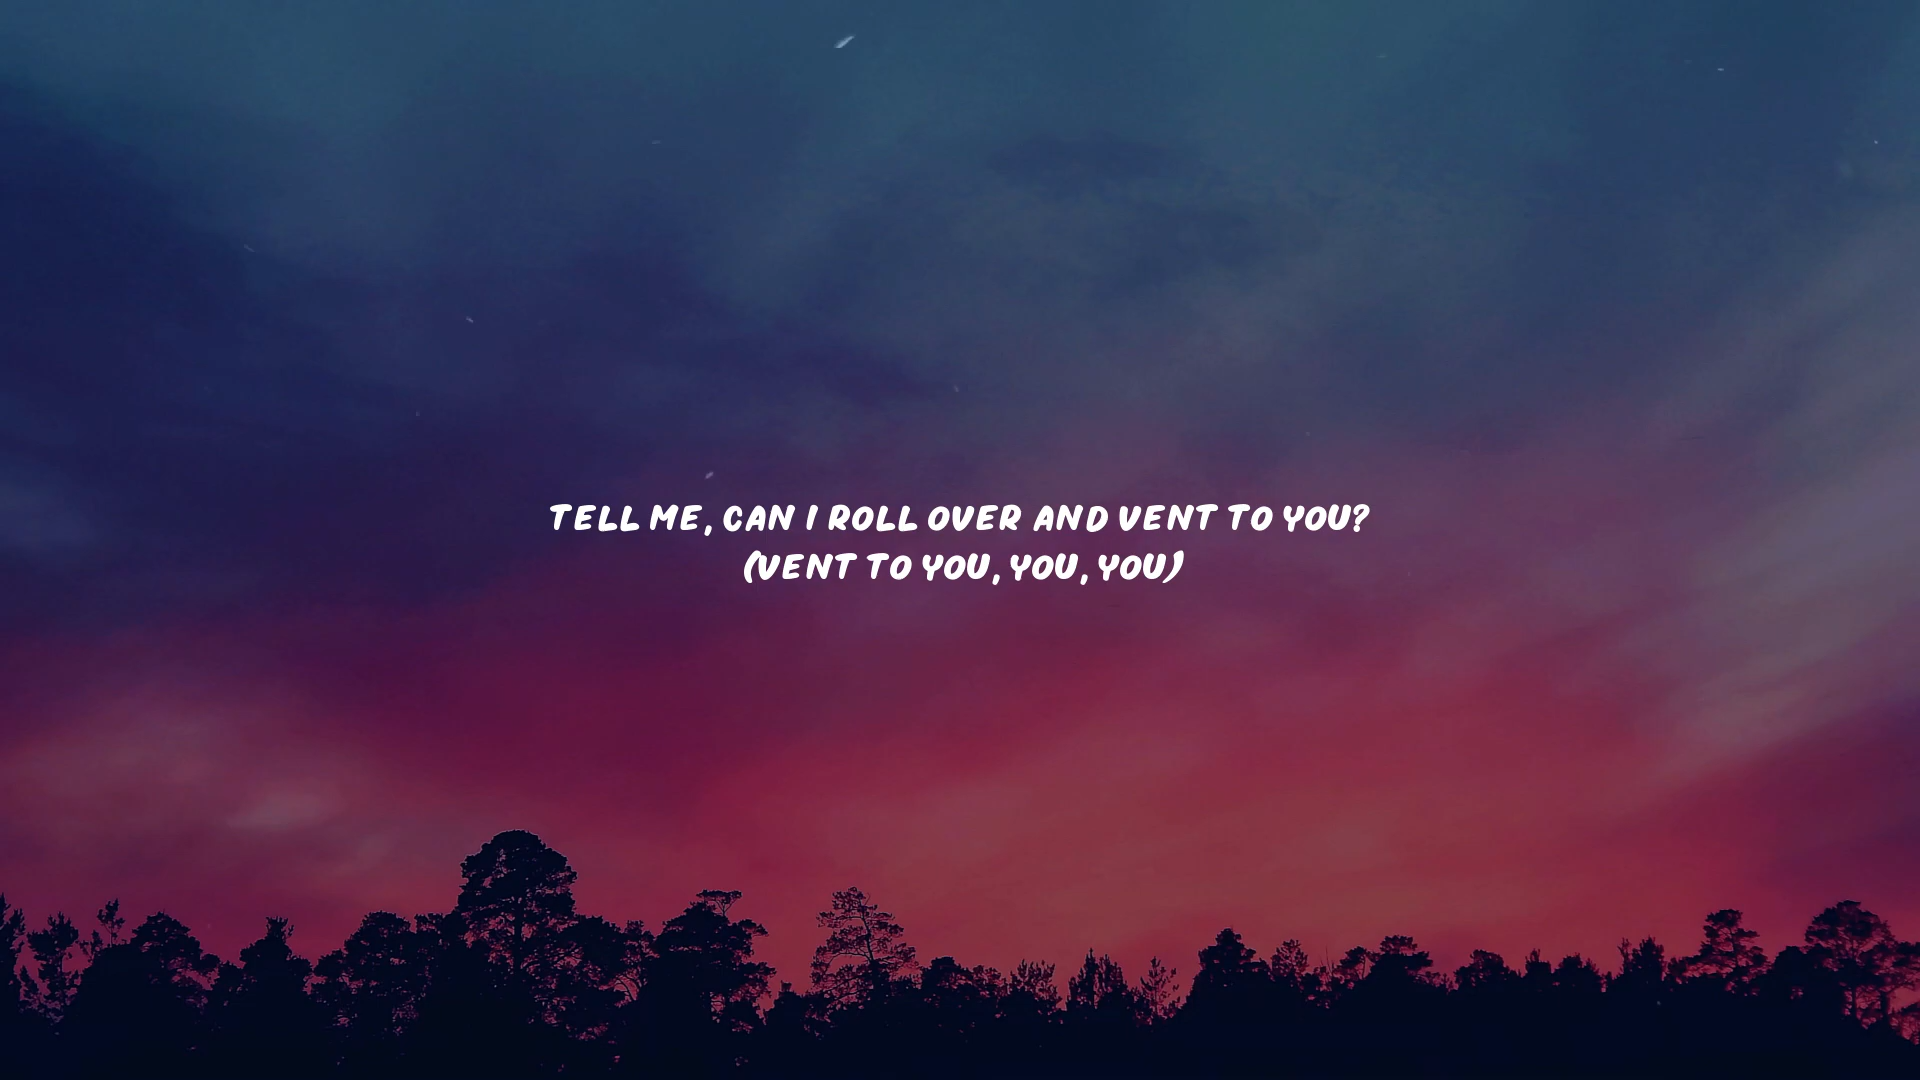 TELL ME, CAN I ROLL OVER AND VENT TO YOU?
(VENT TO YOU, YOU, YOU)